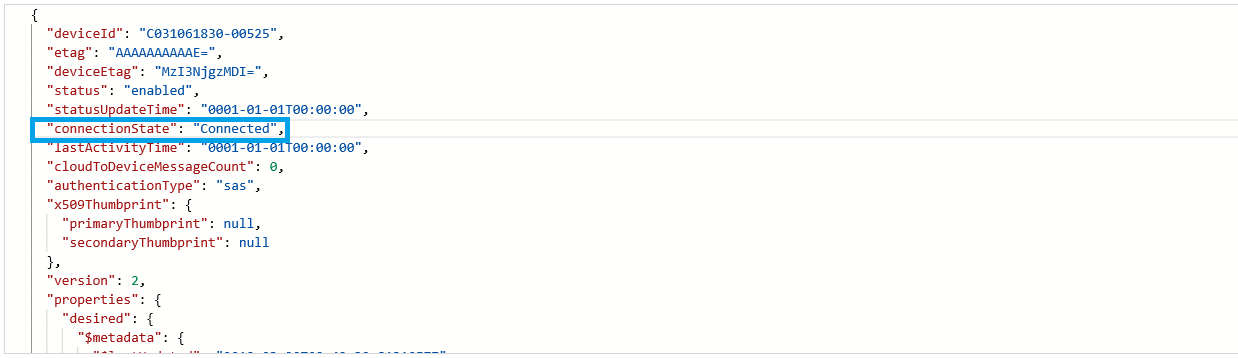 {
"deviceId": "C031061830-00525",
"etag": "AAAAAAAAAAE=",
"deviceEtag": "MzI3NjgzMDI=",
"status": "enabled",
"statusUpdateTime": "0001-01-01T00:00:00",
"connectionState": "Connected",
"lastActivityTime": "0001-01-01T00:00:00",
"cloudToDeviceMessageCount": 0,
"authenticationType": "sas",
"x509Thumbprint": {
"primaryThumbprint": null,
"secondaryThumbprint": null
},
"version": 2,
"properties": {
"desired": {
"$metadata": {